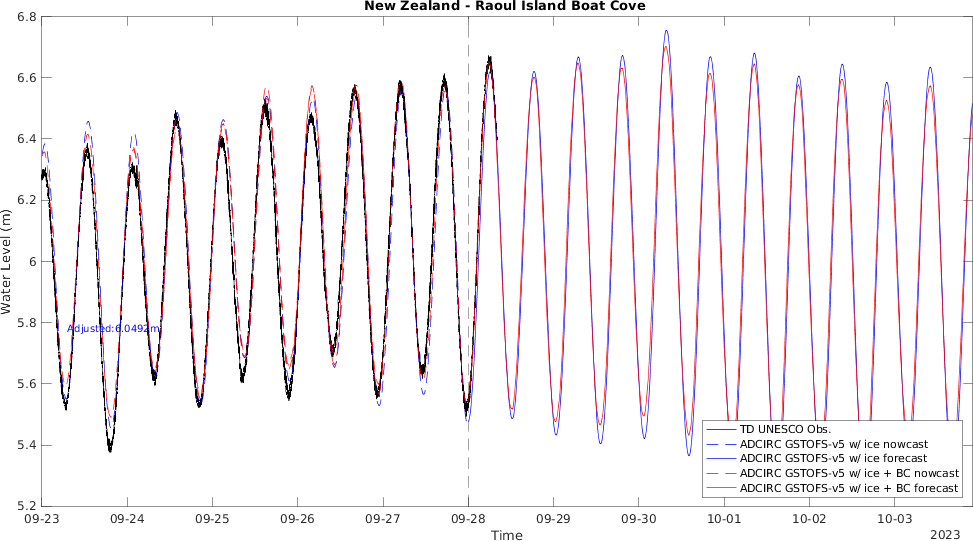 New Zealand - Raoul Island Boat Cove
6.8
6.6
6.4
6.2
6
5.8
5.6
5.4
5.2
Water Level (m)
Adjusted:6.0492m
TD UNESCO Obs.
ADCIRC GSTOFS-v5 w/ ice nowcast
ADCIRC GSTOFS-v5 w/ ice forecast
ADCIRC GSTOFS-v5 w/ ice + BC nowcast
ADCIRC GSTOFS-v5 w/ ice + BC forecast
09-23 09-24 09-25 09-26 09-27 09-28 09-29 09-30 10-01 10-02 10-03
Time
2023